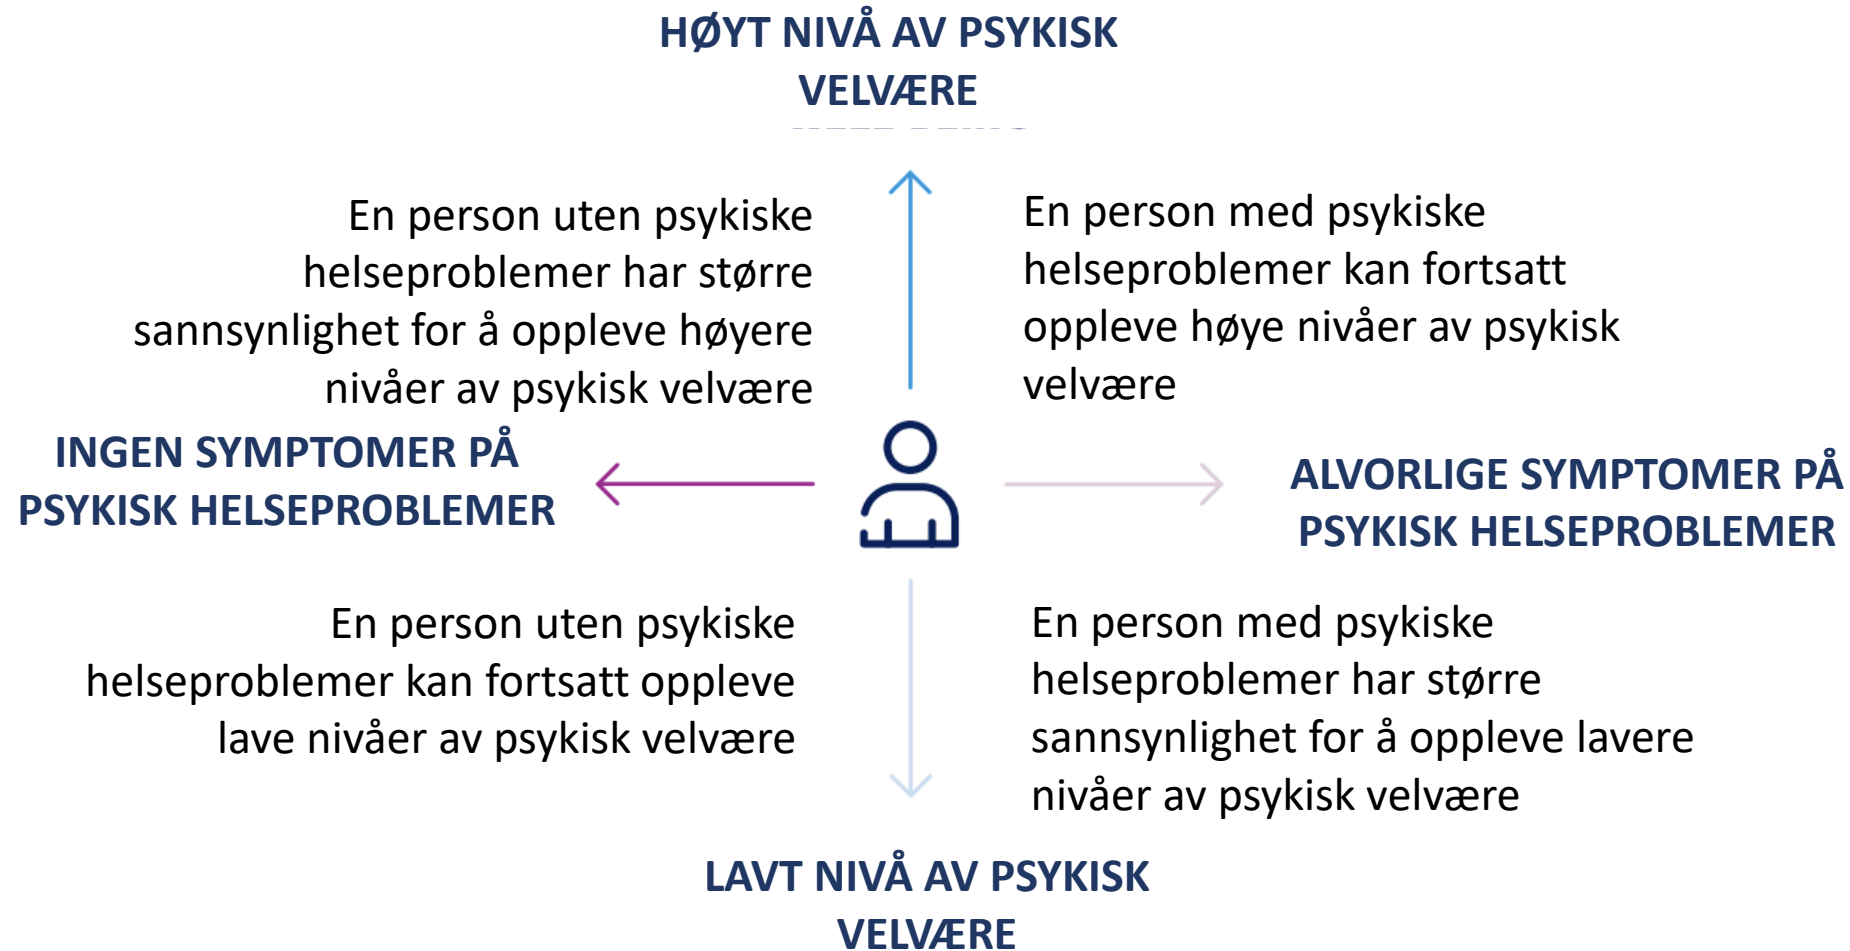 HØYT NIVÅ AV PSYKISK
VELVÆRE
En person uten psykiske
helseproblemer har større
sannsynlighet for å oppleve høyere
nivåer av psykisk velvære
En person med psykiske
helseproblemer kan fortsatt
oppleve høye nivåer av psykisk
velvære
INGEN SYMPTOMER PÅ
PSYKISK HELSEPROBLEMER
ALVORLIGE SYMPTOMER PÅ
PSYKISK HELSEPROBLEMER
En person uten psykiske
helseproblemer kan fortsatt oppleve
lave nivåer av psykisk velvære
En person med psykiske
helseproblemer har større
sannsynlighet for å oppleve lavere
nivåer av psykisk velvære
LAVT NIVÅ AV PSYKISK
VELVÆRE